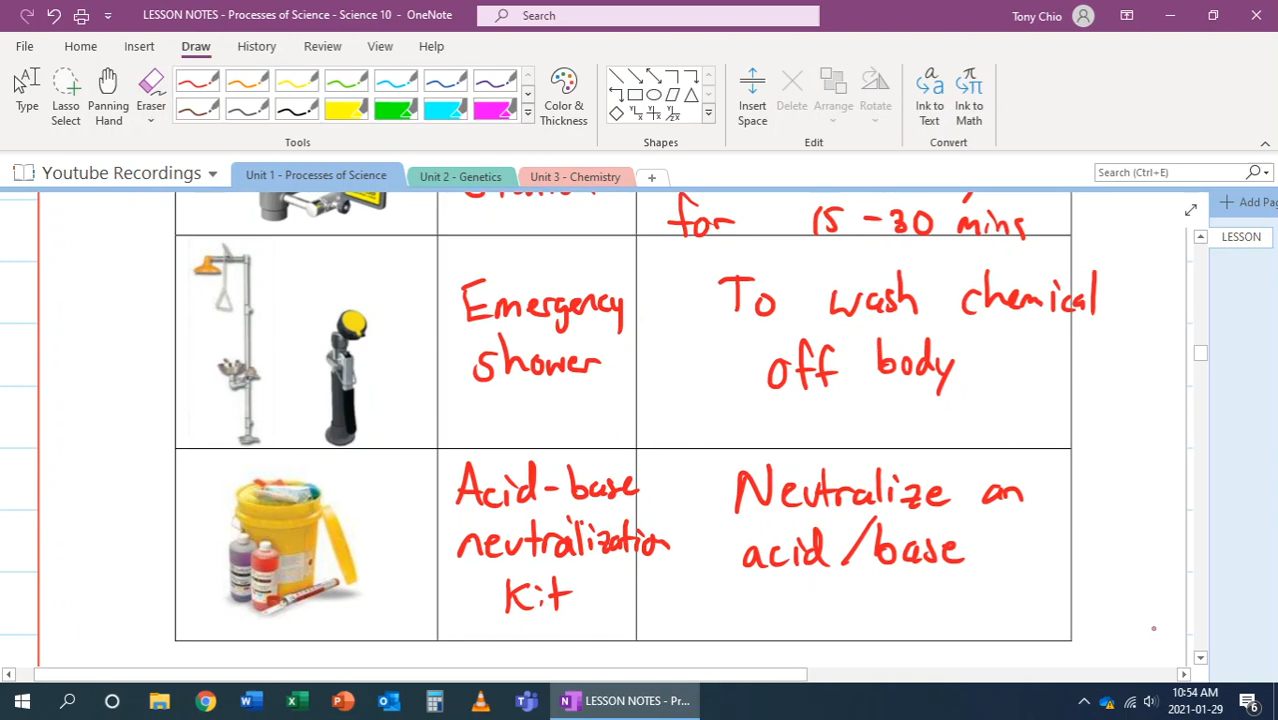 LESSON NOTES - Processes of Science - Science 10 - OneNote
Search
Tony Chio
File Home Insert Draw History Review View Help
Type
Lasso Select
Panning Hand
Eraser
Color & Thickness
Insert Space
Delete
Arrange
Rotate
Ink to Text
Ink to Math
Tools
Shapes
Edit
Convert
Youtube Recordings
Unit 1 - Processes of Science
Unit 2 - Genetics
Unit 3 - Chemistry
Search (Ctrl+E)
Add Pag
LESSON
for 15 - 30 mins
Emergency
shower
To wash chemical
off body
Acid-base
neutralization
Kit
Neutralize an
acid/base
LESSON NOTES - Pr...
10:54 AM
2021-01-29
6